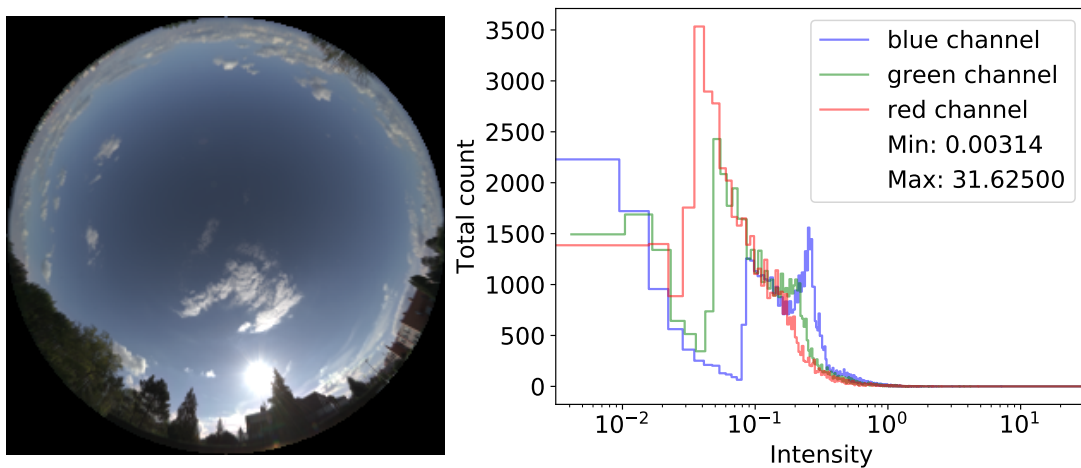 3500
3000
2500
2000
1500
1000
500
0
Total count
blue channel
green channel
red channel
Min: 0.00314
Max: 31.62500
10⁻² 10⁻¹ 10⁰ 10¹
Intensity